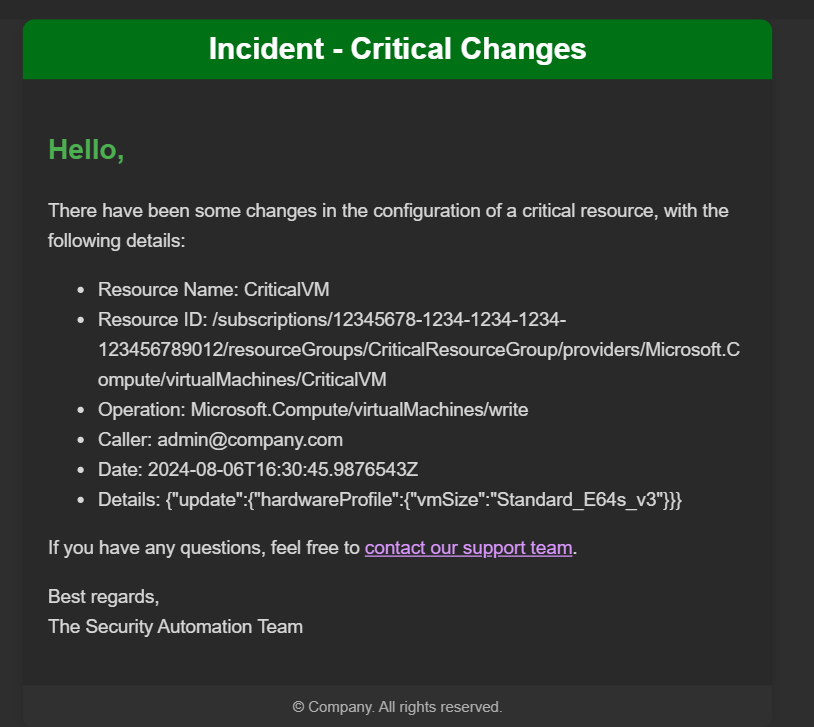 Incident - Critical Changes
Hello,
There have been some changes in the configuration of a critical resource, with the
following details:
• Resource Name: CriticalVM
• Resource ID: /subscriptions/12345678-1234-1234-1234-
123456789012/resourceGroups/CriticalResourceGroup/providers/Microsoft.C
ompute/virtualMachines/CriticalVM
• Operation: Microsoft.Compute/virtualMachines/write
• Caller: admin@company.com
• Date: 2024-08-06T16:30:45.9876543Z
• Details: {"update":{"hardwareProfile":{"vmSize":"Standard_E64s_v3"}}}
If you have any questions, feel free to contact our support team.
Best regards,
The Security Automation Team
© Company. All rights reserved.